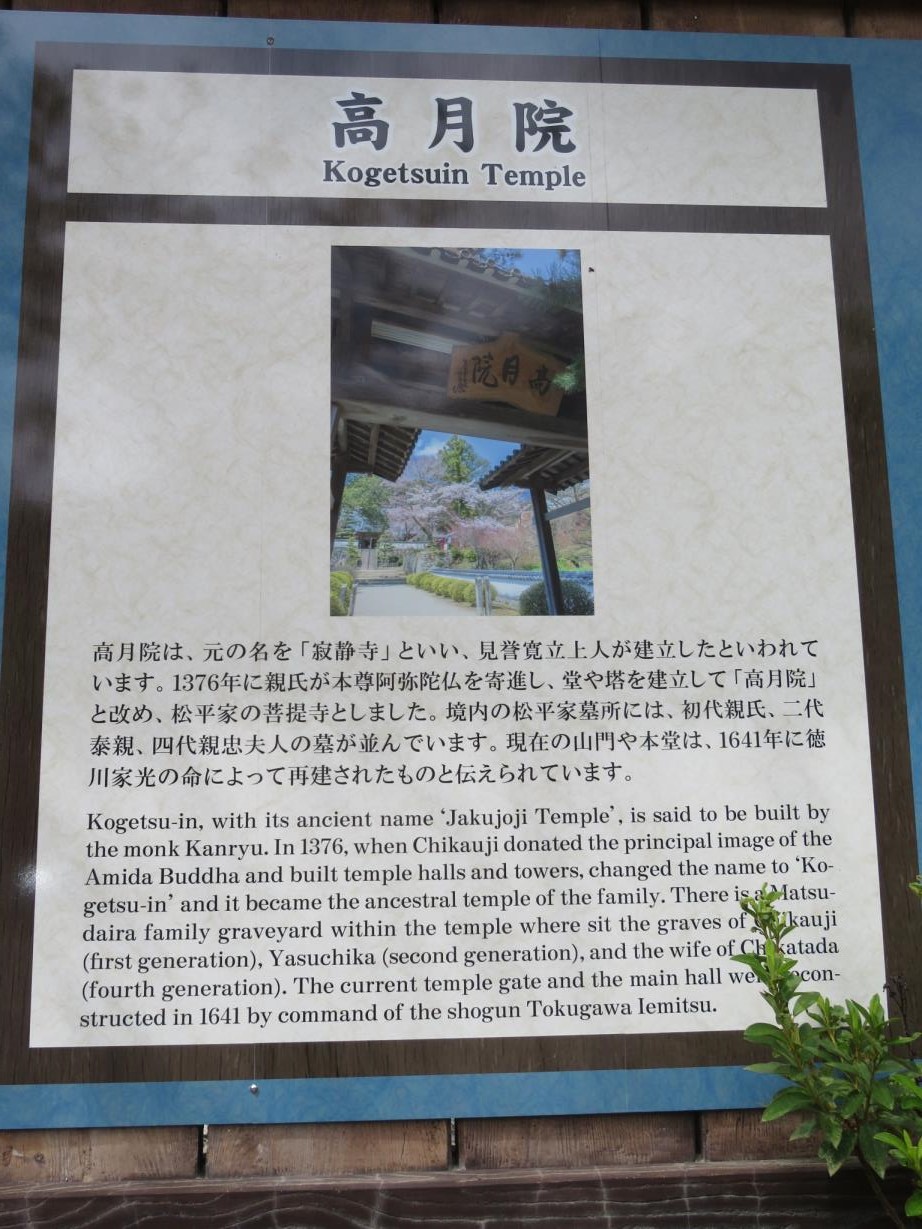 高月院
Kogetsuin Temple
高月院
高月院は、元の名を「寂静寺」といい、見誉寛立上人が建立したといわれて
います。1376年に親氏が本尊阿弥陀仏を寄進し、堂や塔を建立して「高月院」
と改め、松平家の菩提寺としました。境内の松平家墓所には、初代親氏、二代
泰親、四代親忠夫人の墓が並んでいます。現在の山門や本堂は、1641年に徳
川家光の命によって再建されたものと伝えられています。
Kogetsu-in, with its ancient name ‘Jakujoji Temple’, is said to be built by
the monk Kanryu. In 1376, when Chikauji donated the principal image of the
Amida Buddha and built temple halls and towers, changed the name to ‘Ko-
getsu-in’ and it became the ancestral temple of the family. There is a Matsu-
daira family graveyard within the temple where sit the graves of Chikauji
(first generation), Yasuchika (second generation), and the wife of Chikatada
(fourth generation). The current temple gate and the main hall were recon-
structed in 1641 by command of the shogun Tokugawa Iemitsu.